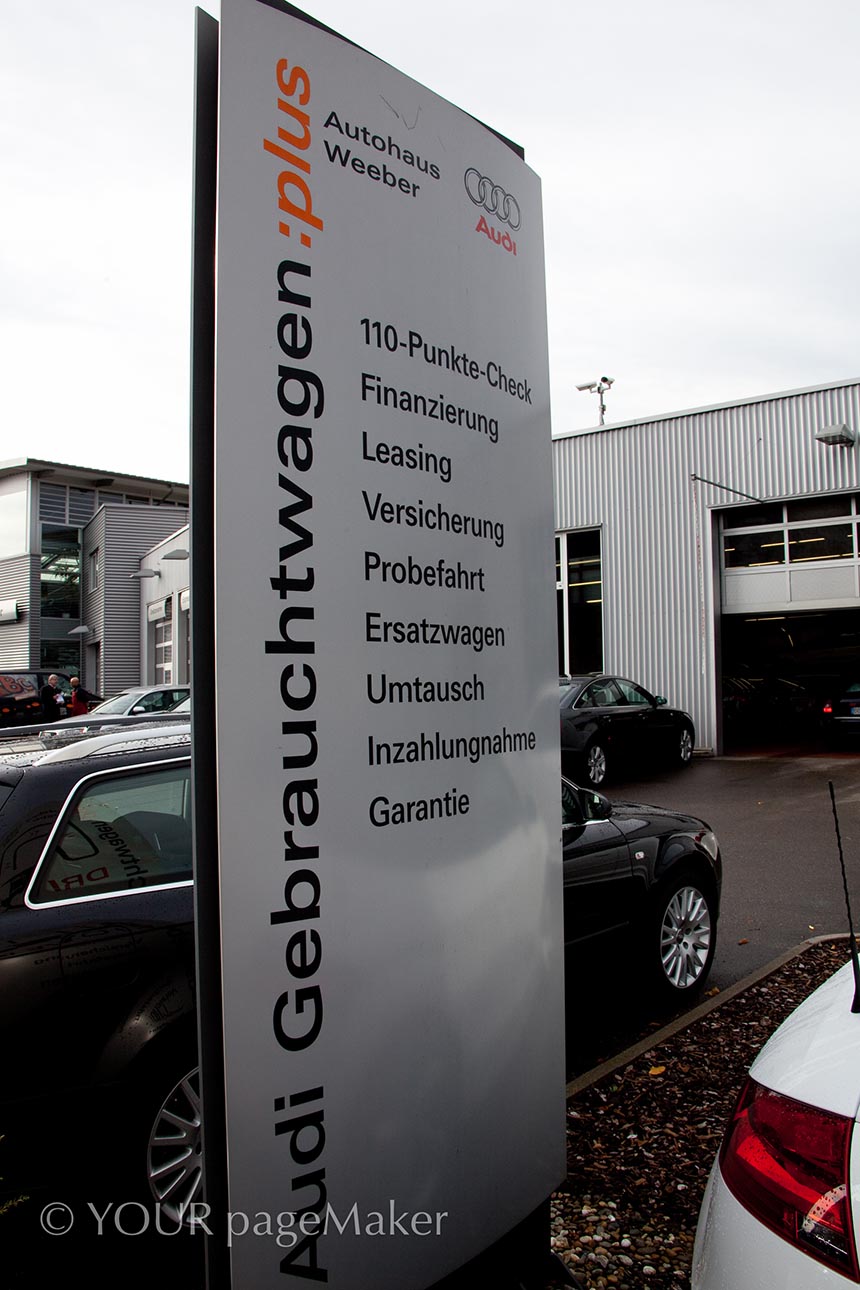 Audi Gebrauchtwagen :plus
Autohaus
Weeber
Audi
110-Punkte-Check
Finanzierung
Leasing
Versicherung
Probefahrt
Ersatzwagen
Umtausch
Inzahlungnahme
Garantie
© YOUR pageMaker